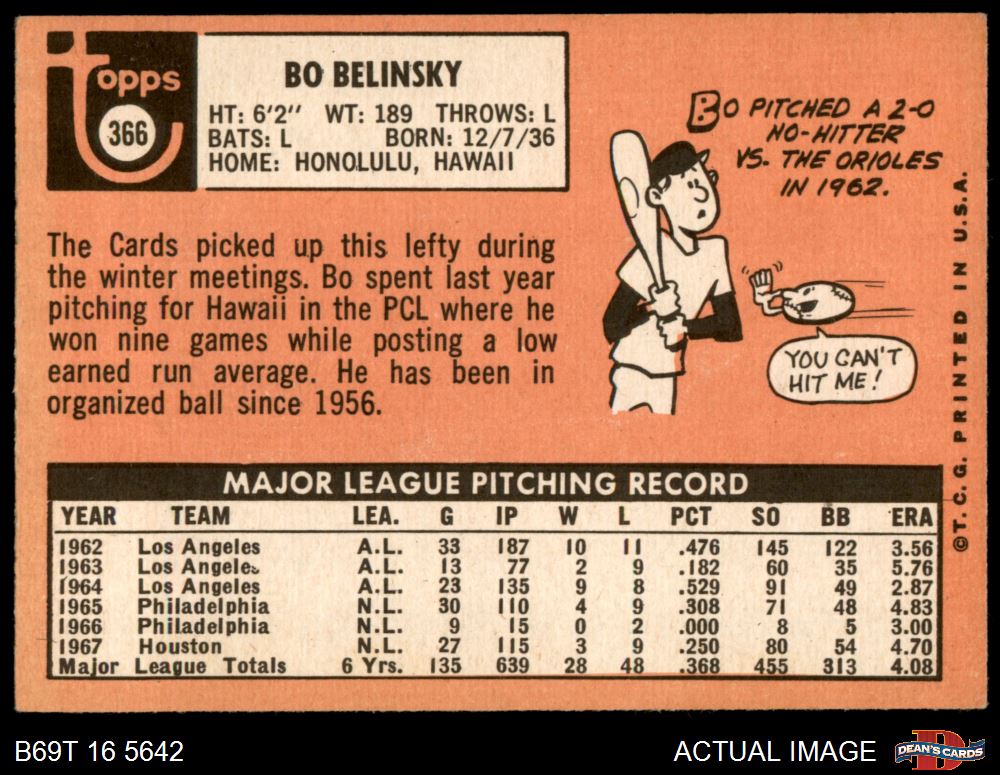 Topps
366
BO BELINSKY
HT: 6'2" WT: 189 THROWS: L
BATS: L BORN: 12/7/36
HOME: HONOLULU, HAWAII
BO PITCHED A 2-0
NO-HITTER
VS. THE ORIOLES
IN 1962.
The Cards picked up this lefty during
the winter meetings. Bo spent last year
pitching for Hawaii in the PCL where he
won nine games while posting a low
earned run average. He has been in
organized ball since 1956.
YOU CAN'T
HIT ME!
©T.C.G. PRINTED IN U.S.A.
MAJOR LEAGUE PITCHING RECORD
YEAR TEAM LEA. G IP W L PCT SO BB ERA
1962 Los Angeles A.L. 33 187 10 11 .476 145 122 3.56
1963 Los Angeles A.L. 13 77 2 9 .182 60 35 5.76
1964 Los Angeles A.L. 23 135 9 8 .529 91 49 2.87
1965 Philadelphia N.L. 30 110 4 9 .308 71 48 4.83
1966 Philadelphia N.L. 9 15 0 2 .000 8 5 3.00
1967 Houston N.L. 27 115 3 9 .250 80 54 4.70
Major League Totals 6 Yrs. 135 639 28 48 .368 455 313 4.08
B69T 16 5642
ACTUAL IMAGE
DEAN'S CARDS